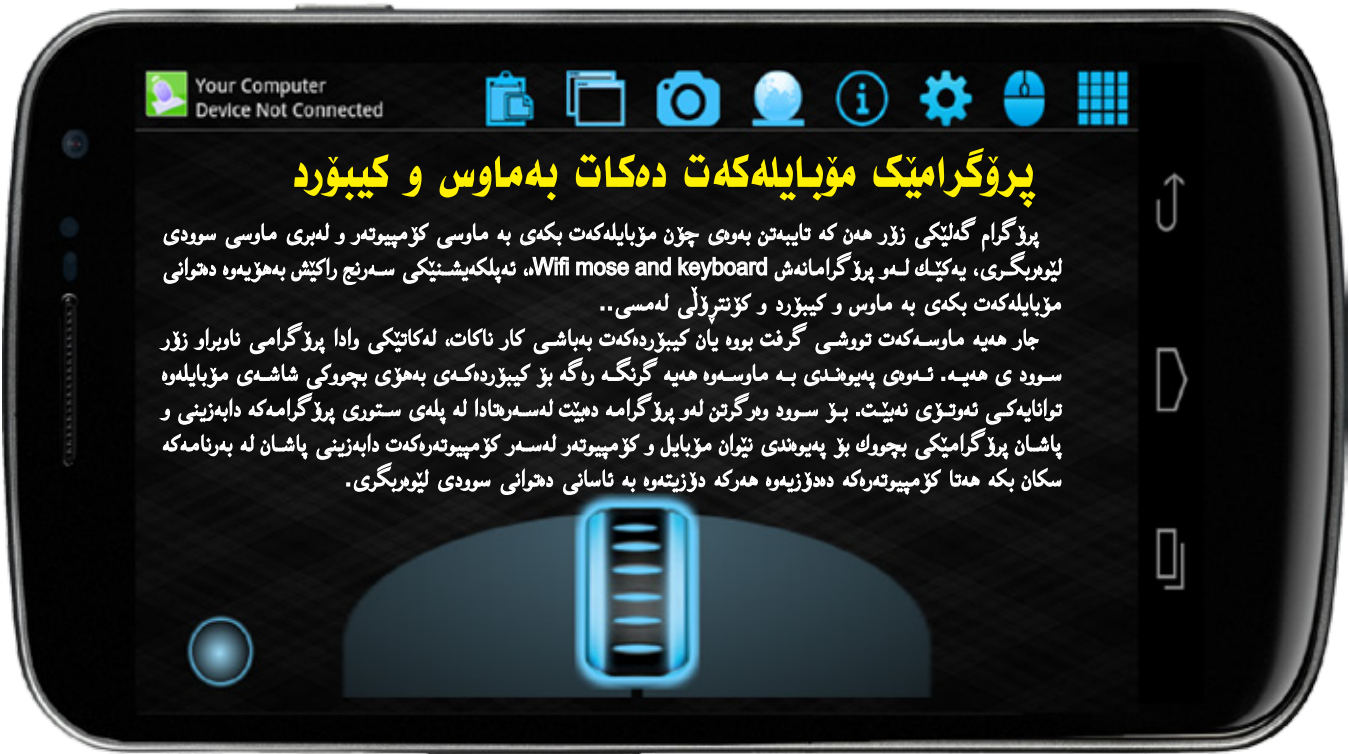 Your Computer
Device Not Connected
پرۆگرامێک مۆبایلەکەت دەکات بەماوس و کیبۆرد
پرۆگرام گەلێکی زۆر هەن کە تایبەتن بەوەی چۆن مۆبایلەکەت بکەی بە ماوسی کۆمپیوتەر و لەبری ماوسی سوودی
لێوەربگری، یەکێک لەو پرۆگرامانەش Wifi mose and keyboardە، ئەپلکەیشنێکی سەرنج راکێش بەهۆیەوە دەتوانی
مۆبایلەکەت بکەی بە ماوس و کیبۆرد و کۆنترۆڵی لەمسی..
جار هەیە ماوسەکەت تووشی گرفت بووە یان کیبۆردەکەت بەباشی کار ناکات، لەکاتێکی وادا پرۆگرامی ناوبراو زۆر
سوود ی هەیە. ئەوەی پەیوەندی بە ماوسەوە هەیە گرنگە رەگە بۆ کیبۆردەکەی بەهۆی بچووکی شاشەی مۆبایلەوە
توانایەکی ئەوتۆی نەبێت. بۆ سوود وەرگرتن لەو پرۆگرامە دەبێت لەسەرەتادا لە پلەی ستوری پرۆگرامەکە دابەزینی و
پاشان پرۆگرامێکی بچووک بۆ پەیوەندی نێوان مۆبایل و کۆمپیوتەر لەسەر کۆمپیوتەرەکەت دابەزینی پاشان لە بەرنامەکە
سکان بکە هەتا کۆمپیوتەرەکە دەدۆزیەوە هەرکە دۆزیتەوە بە ئاسانی دەتوانی سوودی لێوەربگری.